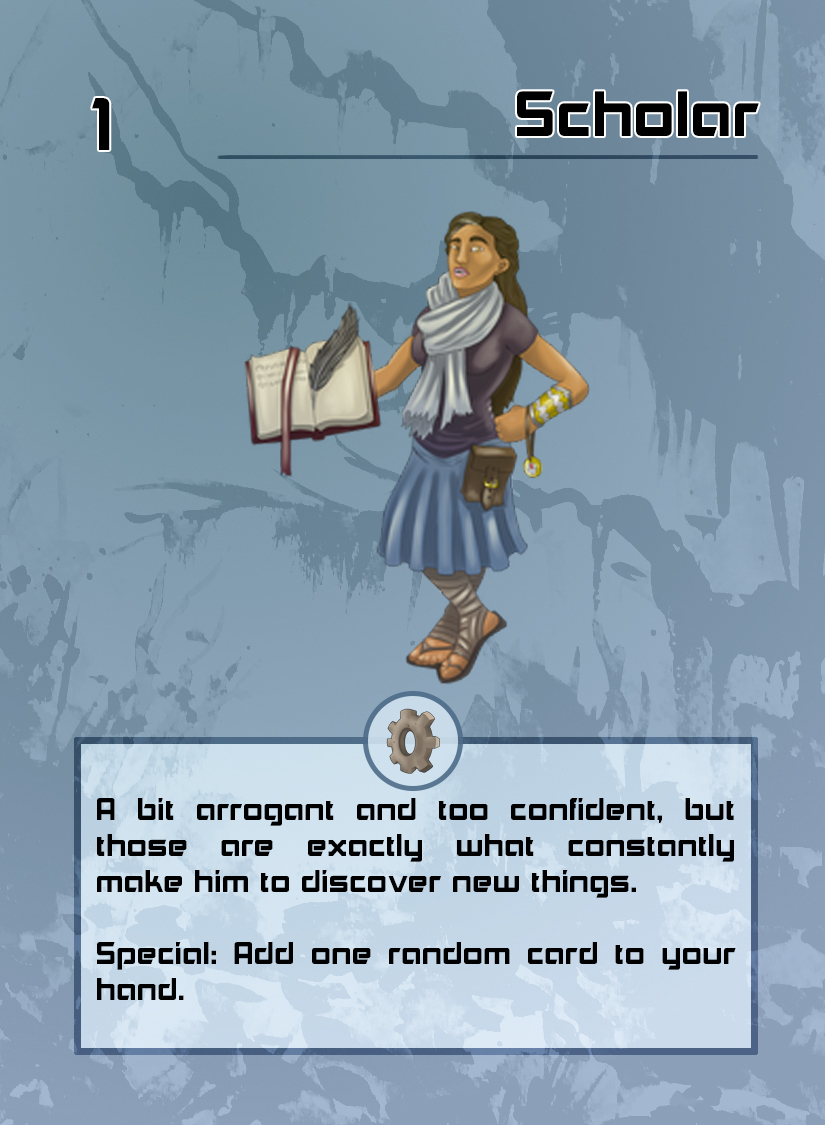 1
Scholar
A bit arrogant and too confident, but
those are exactly what constantly
make him to discover new things.
Special: Add one random card to your
hand.